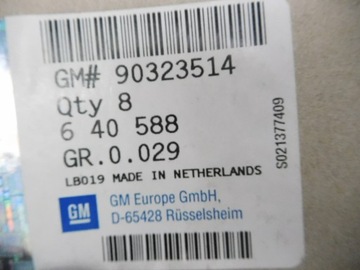 GM# 90323514
Qty 8
6 40 588
GR.0.029
LB019 MADE IN NETHERLANDS
GM
GM Europe GmbH,
D-65428 Rüsselsheim
S021377409